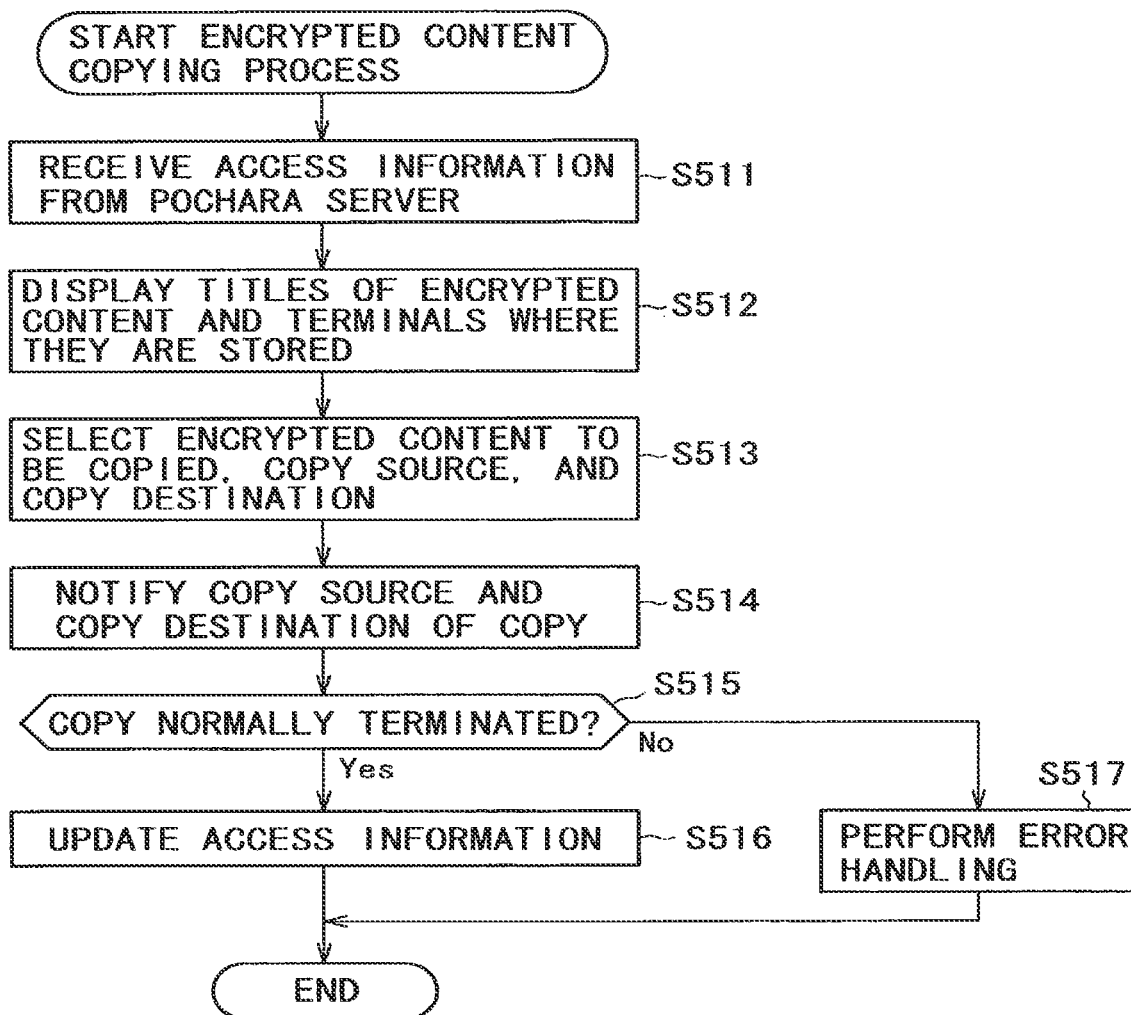 START ENCRYPTED CONTENT
COPYING PROCESS
RECEIVE ACCESS INFORMATION
FROM POCHARA SERVER
S511
DISPLAY TITLES OF ENCRYPTED
CONTENT AND TERMINALS WHERE
THEY ARE STORED
S512
SELECT ENCRYPTED CONTENT TO
BE COPIED, COPY SOURCE, AND
COPY DESTINATION
S513
NOTIFY COPY SOURCE AND
COPY DESTINATION OF COPY
S514
S515
COPY NORMALLY TERMINATED?
No
Yes
S517
UPDATE ACCESS INFORMATION
S516
PERFORM ERROR
HANDLING
END